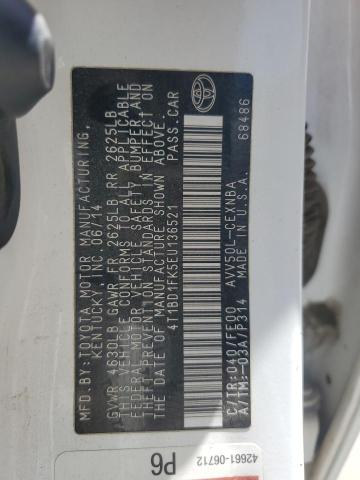 MFD. BY: TOYOTA MOTOR MANUFACTURING,
KENTUCKY, INC. 06/14
GVWR 4630LB GAWR FR 2625LB RR 2625LB
THIS VEHICLE CONFORMS TO ALL APPLICABLE
FEDERAL MOTOR VEHICLE SAFETY, BUMPER, AND
THEFT PREVENTION STANDARDS IN EFFECT ON
THE DATE OF MANUFACTURE SHOWN ABOVE.
4T1BD1FK5EU136521 PASS.CAR
TOYOTA
C/TR:040/FE00 AVV50L-CEXNBA
A/TM:-03A/P314 MADE IN U.S.A. 68486
42661-06712
P6